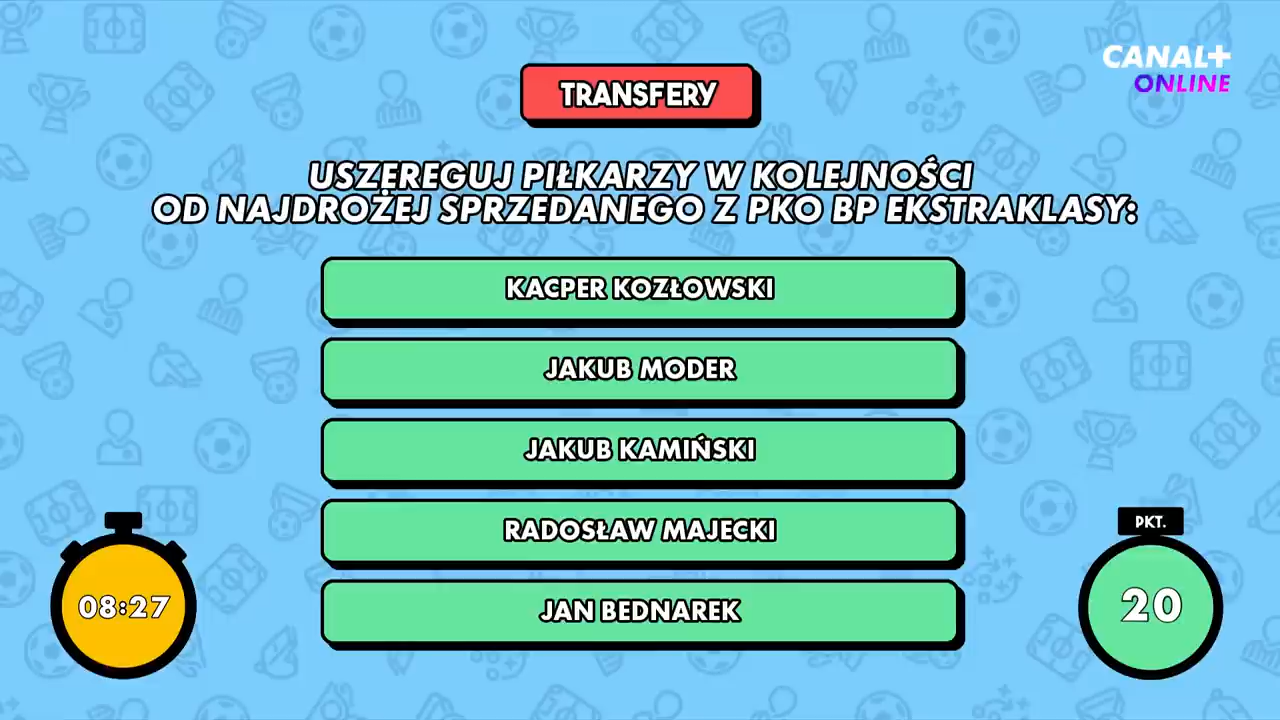 CANAL+
ONLINE
TRANSFERY
USZEREGUJ PIŁKARZY W KOLEJNOŚCI
OD NAJDROŻEJ SPRZEDANEGO Z PKO BP EKSTRAKLASY:
KACPER KOZŁOWSKI
JAKUB MODER
JAKUB KAMIŃSKI
RADOSŁAW MAJECKI
JAN BEDNAREK
08:27
PKT.
20